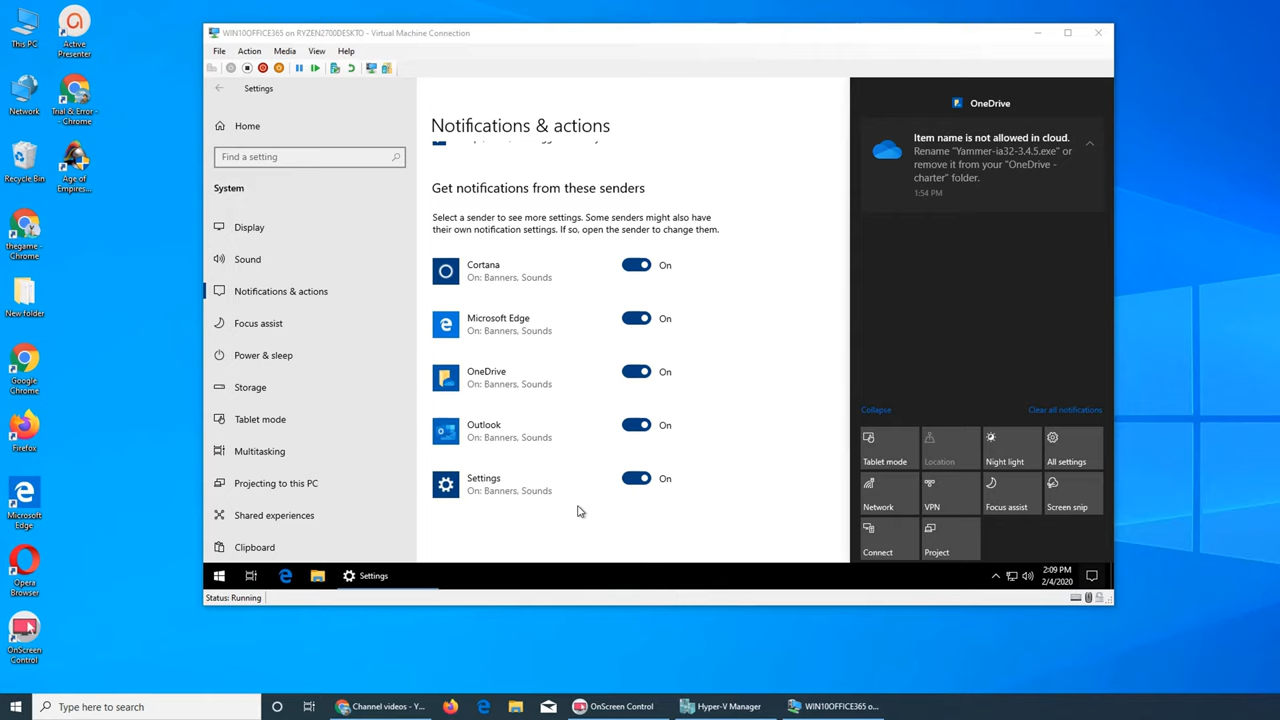 This PC
Active
Presenter
Network
Trial & Error -
- Chrome
Recycle Bin
Age of
Empires...
thegame -
Chrome
New folder
Google
Chrome
Firefox
Microsoft
Edge
Opera
Browser
OnScreen
Control
WIN10OFFICE365 on RYZEN2700DESKTO - Virtual Machine Connection
File Action Media View Help
Settings
Home
Find a setting
System
Display
Sound
Notifications & actions
Focus assist
Power & sleep
Storage
Tablet mode
Multitasking
Projecting to this PC
Shared experiences
Clipboard
Notifications & actions
Get notifications from these senders
Select a sender to see more settings. Some senders might also have
their own notification settings. If so, open the sender to change them.
Cortana
On: Banners, Sounds
On
Microsoft Edge
On: Banners, Sounds
On
OneDrive
On: Banners, Sounds
On
Outlook
On: Banners, Sounds
On
Settings
On: Banners, Sounds
On
OneDrive
Item name is not allowed in cloud.
Rename "Yammer-ia32-3.4.5.exe" or
remove it from your "OneDrive -
charter" folder.
1:54 PM
Collapse Clear all notifications
Tablet mode Location Night light All settings
Network VPN Focus assist Screen snip
Connect Project
Settings
2:09 PM
2/4/2020
Status: Running
Type here to search
Channel videos - Y...
OnScreen Control
Hyper-V Manager
WIN10OFFICE365 o...